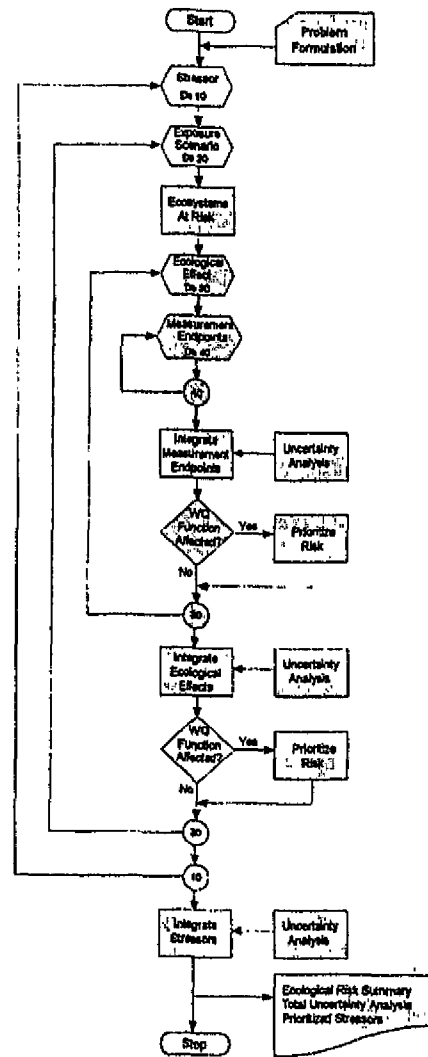 Start
Problem
Formulation
Stressor
Do 10
Exposure
Scenario
Do 20
Ecosystems
At Risk
Ecological
Effect
Do 30
Measurement
Endpoints
Do 40
40
Integrate
Measurement
Endpoints
Uncertainty
Analysis
WQ
Function
Affected?
Yes
Prioritize
Risk
No
30
Integrate
Ecological
Effects
Uncertainty
Analysis
WQ
Function
Affected?
Yes
Prioritize
Risk
No
20
10
Integrate
Stressors
Uncertainty
Analysis
Ecological Risk Summary
Total Uncertainty Analysis
Prioritized Stressors
Stop